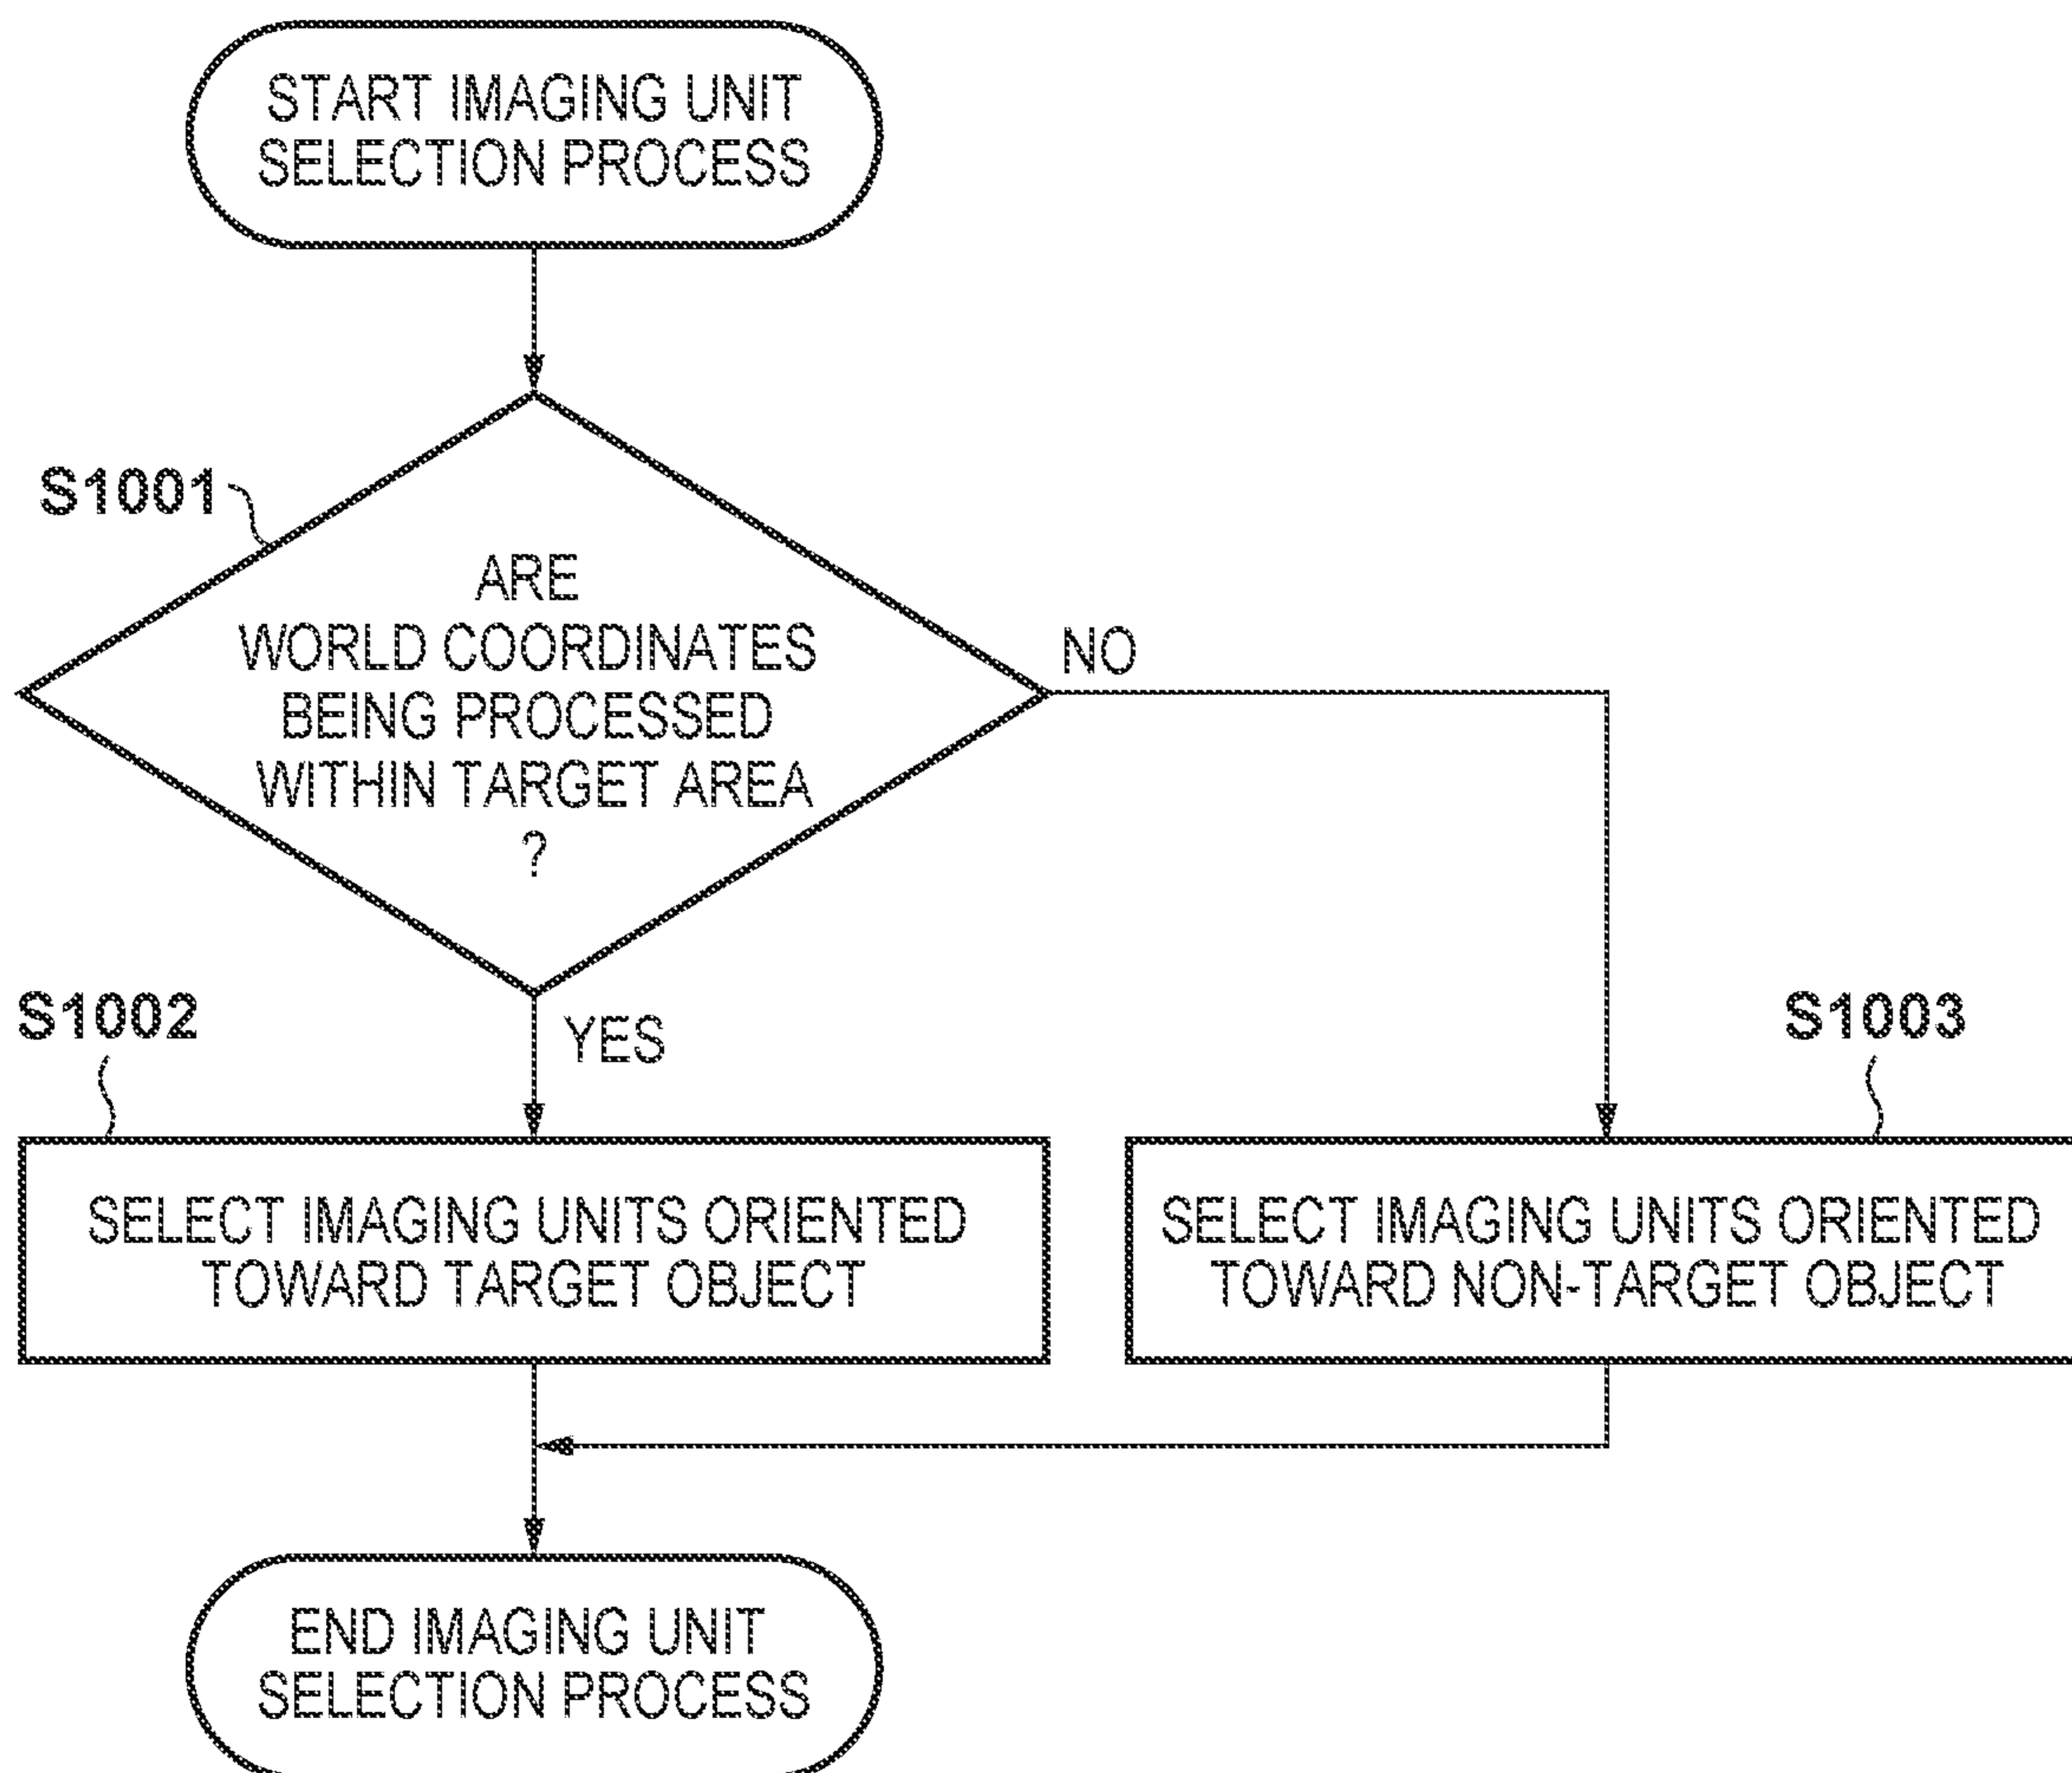 START IMAGING UNIT
SELECTION PROCESS
S1001
ARE
WORLD COORDINATES
BEING PROCESSED
WITHIN TARGET AREA
?
NO
YES
S1002
SELECT IMAGING UNITS ORIENTED
TOWARD TARGET OBJECT
S1003
SELECT IMAGING UNITS ORIENTED
TOWARD NON-TARGET OBJECT
END IMAGING UNIT
SELECTION PROCESS